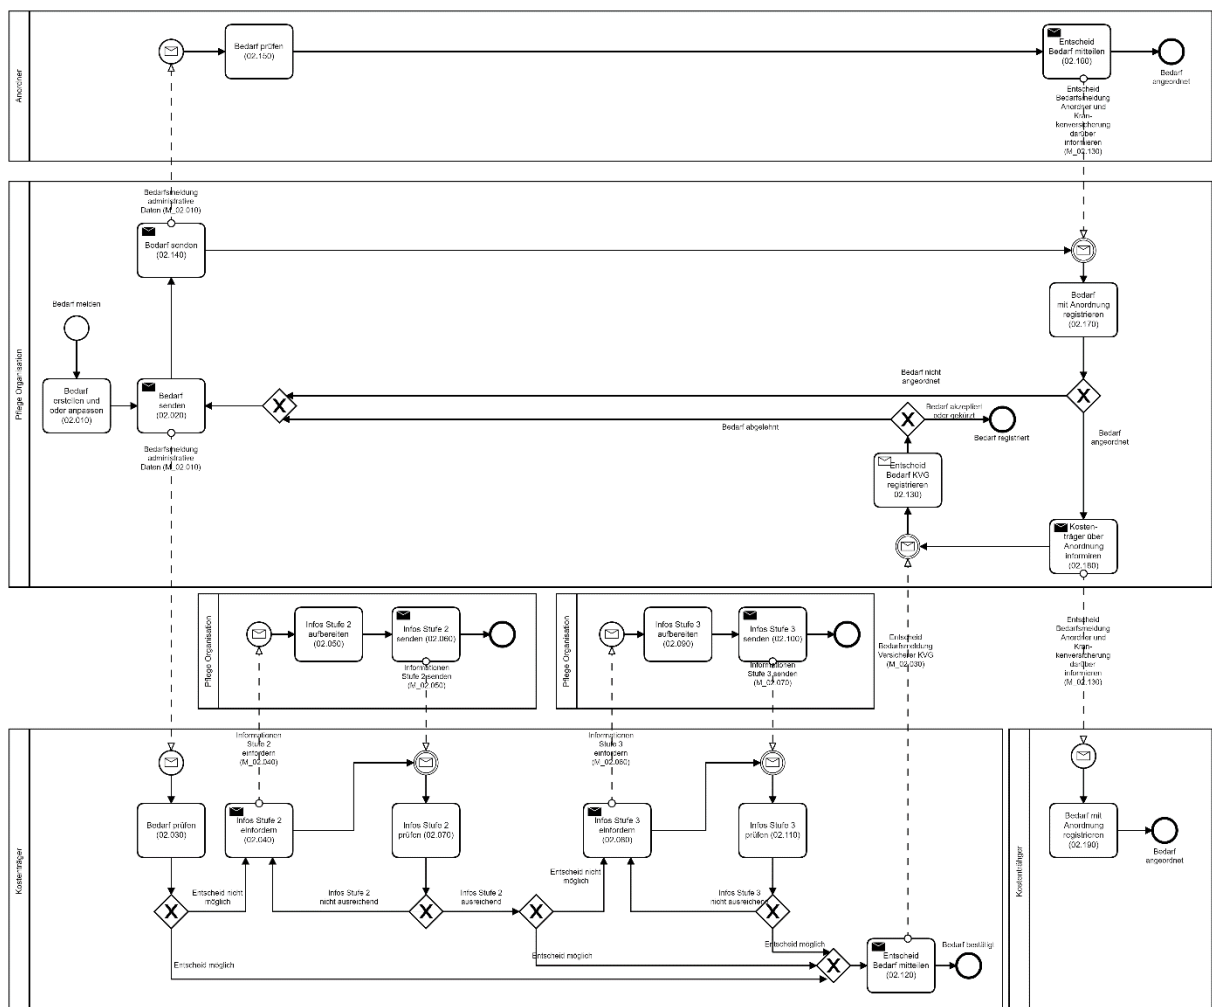 Anordner
Bedarf prüfen
(02.150)
Entscheid
Bedarf mitteilen
(02.160)
Bedarf
angeordnet
Entscheid
Bedarfsmeldung
Anordner und
Kran-
kenversicherung
darüber
informieren
(M_02.130)
Pflege Organisation
Bedarfsmeldung
administrative
Daten (M_02.010)
Bedarf senden
(02.140)
Bedarf melden
Bedarf
erstellen und
oder anpassen
(02.010)
Bedarf
senden
(02.020)
Bedarfsmeldung
administrative
Daten (M_02.010)
Bedarf
mit Anordnung
registrieren
(02.170)
Bedarf nicht
angeordnet
Bedarf akzeptiert
oder gekürzt
Bedarf abgelehnt
Bedarf registriert
Bedarf
angeordnet
Entscheid
Bedarf KVG
registrieren
02.130)
Kosten-
träger über
Anordnung
informiren
(02.180)
Pflege Organisation
Infos Stufe 2
aufbereiten
(02.050)
Infos Stufe 2
senden (02.060)
Informationen
Stufe 2 senden
(M_02.050)
Pflege Organisation
Infos Stufe 3
aufbereiten
(02.090)
Infos Stufe 3
senden (02.100)
Informationen
Stufe 3 senden
(M_02.070)
Entscheid
Bedarfsmeldung
Versicherer KVG
(M_02.030)
Entscheid
Bedarfsmeldung
Anordner und
Kran-
kenversicherung
darüber
informieren
(M_02.130)
Kostenträger
Informationen
Stufe 2
einfordern
(M_02.040)
Informationen
Stufe 3
einfordern
(M_02.060)
Bedarf prüfen
(02.030)
Infos Stufe 2
einfordern
(02.040)
Infos Stufe 2
prüfen (02.070)
Infos Stufe 3
einfordern
(02.080)
Infos Stufe 3
prüfen (02.110)
Entscheid nicht
möglich
Infos Stufe 2
nicht ausreichend
Infos Stufe 2
ausreichend
Entscheid nicht
möglich
Infos Stufe 3
nicht ausreichend
Entscheid möglich
Entscheid möglich
Entscheid möglich
Entscheid
Bedarf mitteilen
(02.120)
Bedarf bestätigt
Bedarf mit
Anordnung
registrieren
(02.190)
Bedarf
angeordnet